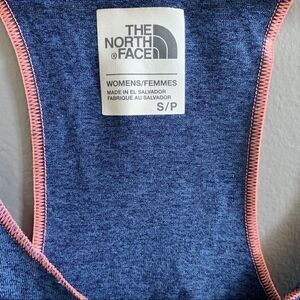 THE
NORTH
FACE
WOMENS/FEMMES
MADE IN EL SALVADOR
FABRIQUE AU SALVADOR
S/P